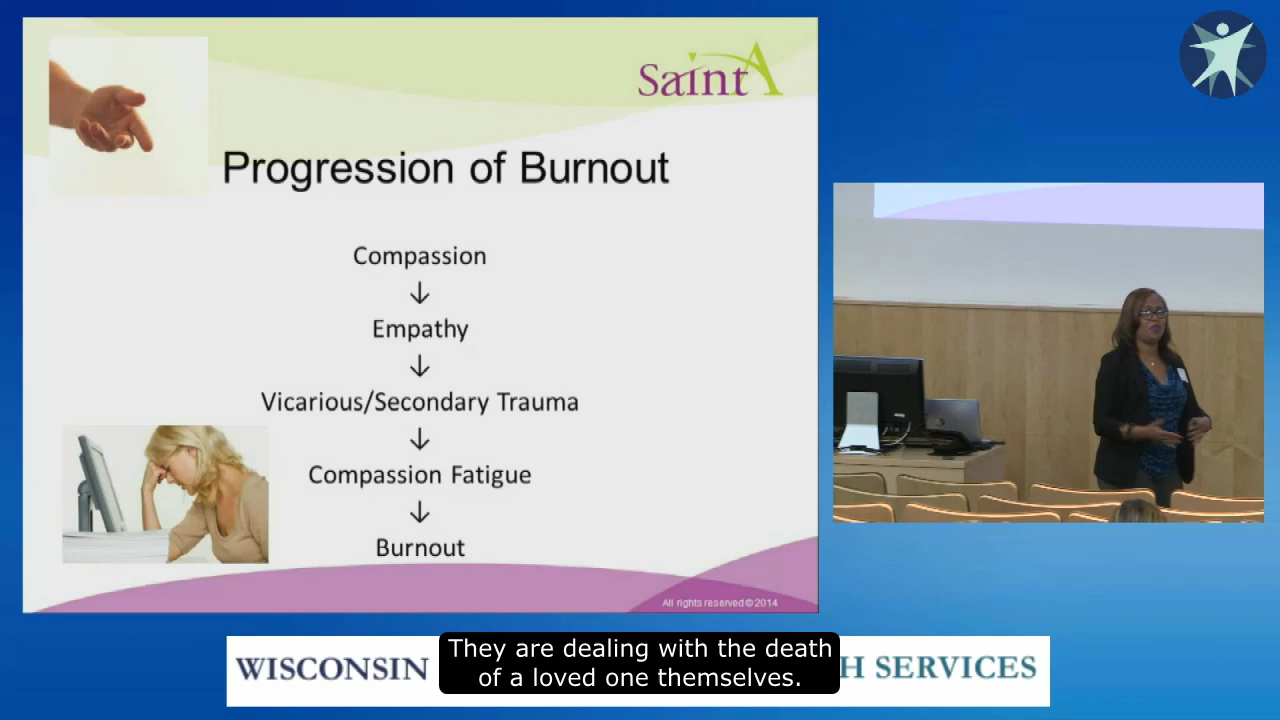 SaintA
Progression of Burnout
Compassion
↓
Empathy
↓
Vicarious/Secondary Trauma
↓
Compassion Fatigue
↓
Burnout
All rights reserved©2014
They are dealing with the death
of a loved one themselves.
WISCONSIN H SERVICES